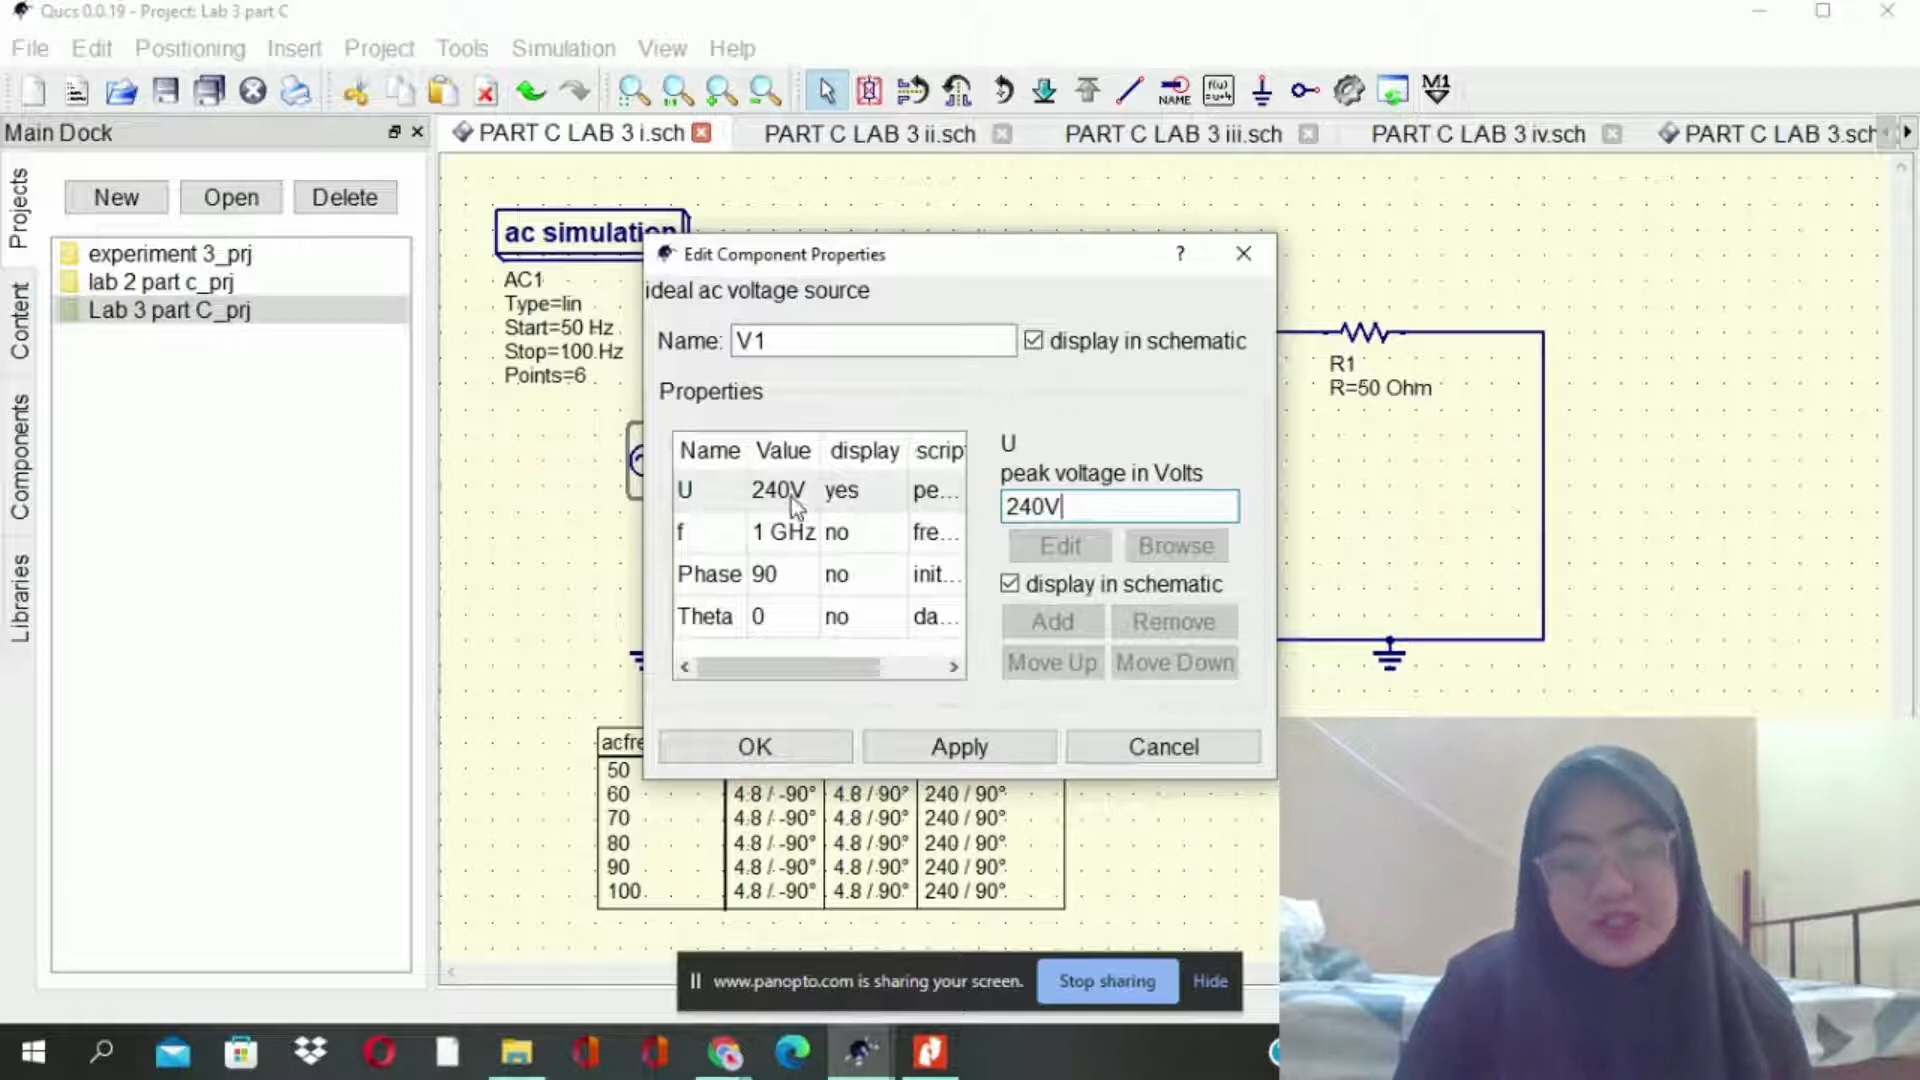 Qucs 0.0.19 - Project: Lab 3 part C
File Edit Positioning Insert Project Tools Simulation View Help
NAME
M1
Main Dock
PART C LAB 3 i.sch
PART C LAB 3 ii.sch
PART C LAB 3 iii.sch
PART C LAB 3 iv.sch
PART C LAB 3.sch
Projects
Content
Components
Libraries
New Open Delete
experiment 3_prj
lab 2 part c_prj
Lab 3 part C_prj
ac simulation
AC1
Type=lin
Start=50 Hz
Stop=100 Hz
Points=6
Edit Component Properties
?
ideal ac voltage source
Name: V1 display in schematic
Properties
Name Value display scrip
U 240V yes pe...
f 1 GHz no fre...
Phase 90 no init...
Theta 0 no da...
U
peak voltage in Volts
240V
Edit Browse
display in schematic
Add Remove
Move Up Move Down
OK Apply Cancel
R1
R=50 Ohm
acfre
50
60 4.8 / -90° 4.8 / 90° 240 / 90°
70 4.8 / -90° 4.8 / 90° 240 / 90°
80 4.8 / -90° 4.8 / 90° 240 / 90°
90 4.8 / -90° 4.8 / 90° 240 / 90°
100 4.8 / -90° 4.8 / 90° 240 / 90°
www.panopto.com is sharing your screen. Stop sharing Hide